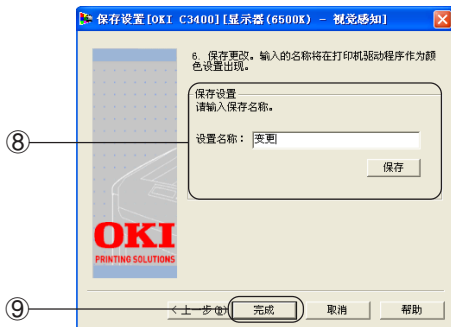 保存设置[OKI C3400][显示器(6500K) - 视觉感知]
6. 保存更改。输入的名称将在打印机驱动程序作为颜
色设置出现。
保存设置
请输入保存名称。
⑧
设置名称: 变更
保存
OKI
PRINTING SOLUTIONS
⑨
<上一步(B) 完成 取消 帮助